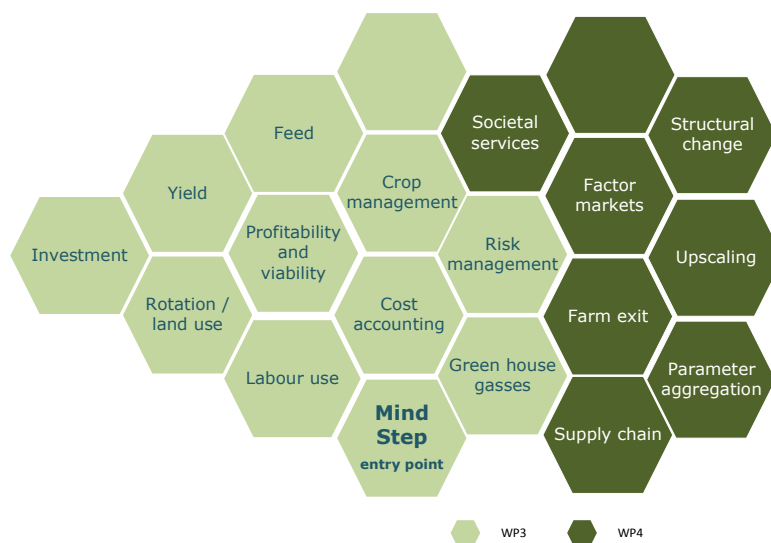 Feed
Societal
services
Structural
change
Yield
Crop
management
Factor
markets
Investment
Profitability
and
viability
Risk
management
Upscaling
Rotation /
land use
Cost
accounting
Farm exit
Labour use
Green house
gasses
Parameter
aggregation
Mind
Step
entry point
Supply chain
WP3
WP4